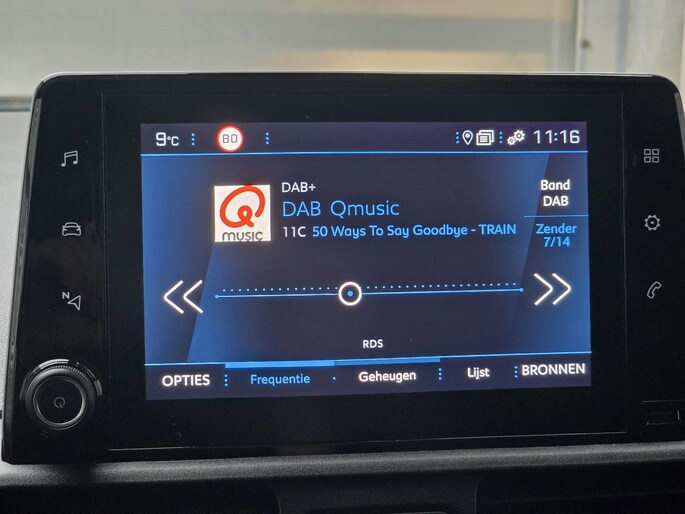 9°C
80
11:16
DAB+
DAB Qmusic
11C 50 Ways To Say Goodbye - TRAIN
Q
MUSIC
Band
DAB
Zender
7/14
N
RDS
OPTIES
Frequentie
Geheugen
Lijst
BRONNEN